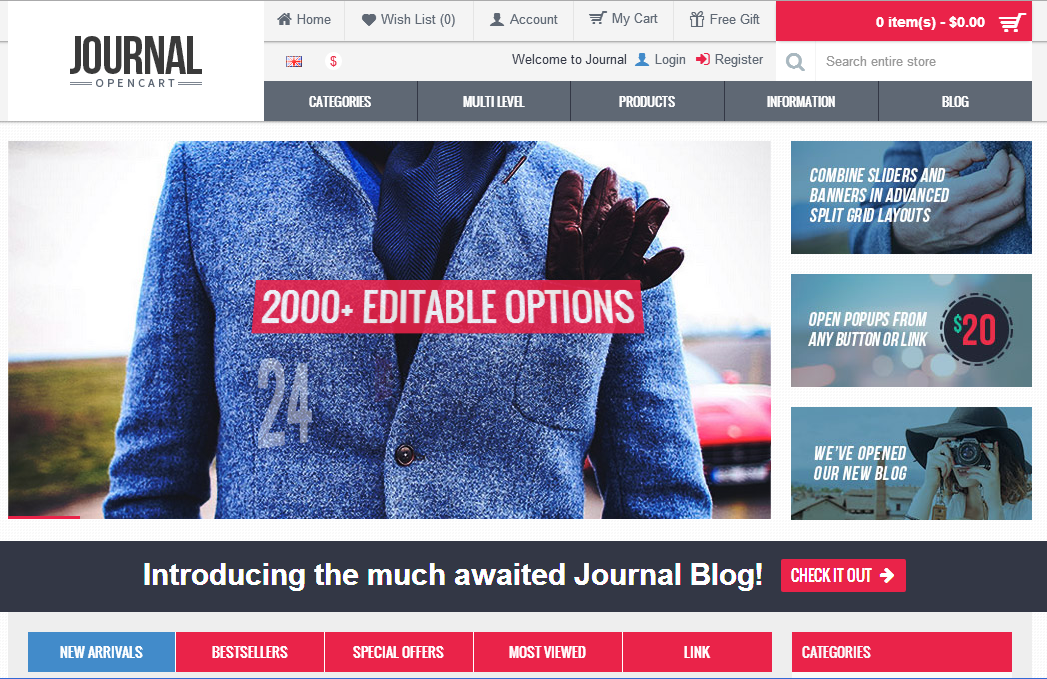 Home
Wish List (0)
Account
My Cart
Free Gift
0 item(s) - $0.00
JOURNAL
OPENCART
$
Welcome to Journal
Login
Register
Search entire store
CATEGORIES
MULTI LEVEL
PRODUCTS
INFORMATION
BLOG
2000+ EDITABLE OPTIONS
24
COMBINE SLIDERS AND
BANNERS IN ADVANCED
SPLIT GRID LAYOUTS
OPEN POPUPS FROM
ANY BUTTON OR LINK
$20
WE'VE OPENED
OUR NEW BLOG
Introducing the much awaited Journal Blog!
CHECK IT OUT
NEW ARRIVALS
BESTSELLERS
SPECIAL OFFERS
MOST VIEWED
LINK
CATEGORIES